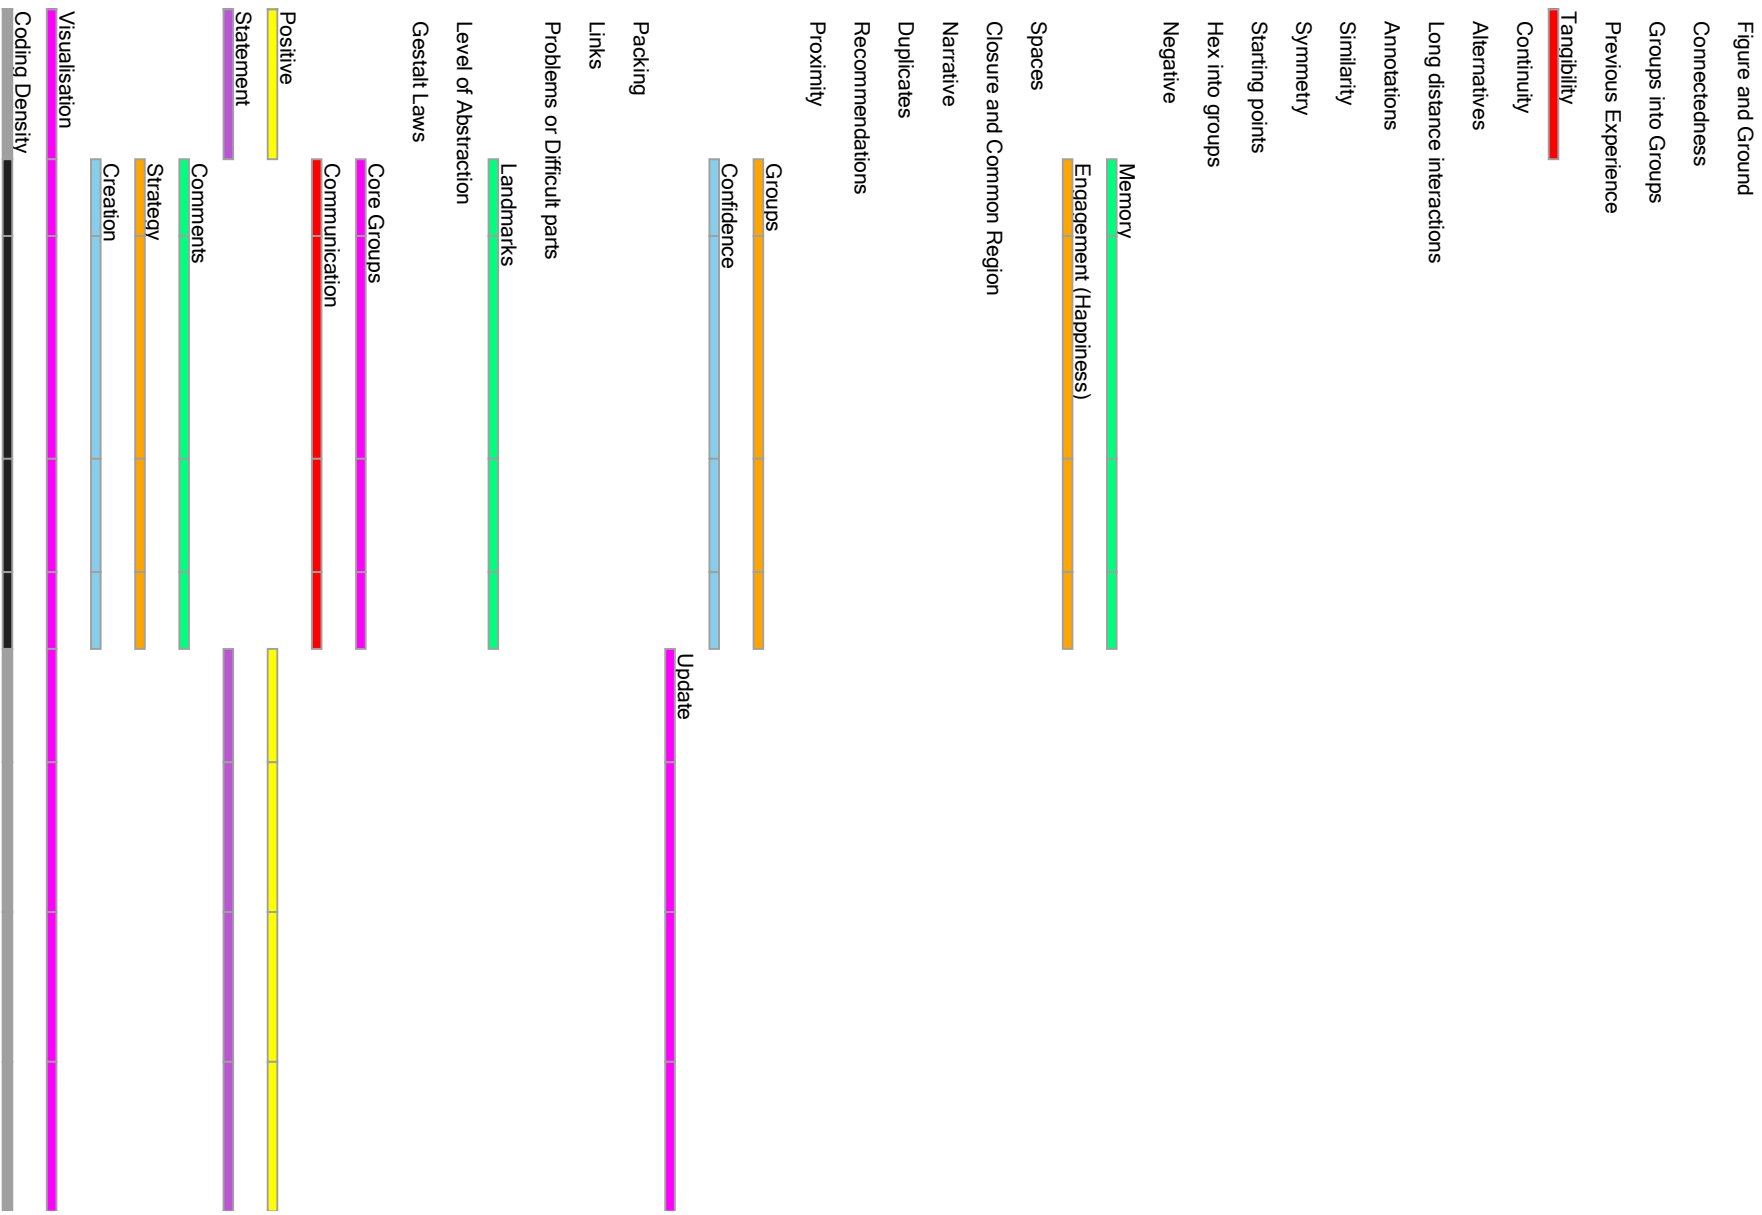 Coding Density
Visualisation
Creation
Strategy
Comments
Statement
Positive
Communication
Core Groups
Gestalt Laws
Level of Abstraction
Landmarks
Problems or Difficult parts
Links
Packing
Update
Confidence
Groups
Proximity
Recommendations
Duplicates
Narrative
Closure and Common Region
Spaces
Engagement (Happiness)
Memory
Negative
Hex into groups
Starting points
Symmetry
Similarity
Annotations
Long distance interactions
Alternatives
Continuity
Tangibility
Previous Experience
Groups into Groups
Connectedness
Figure and Ground